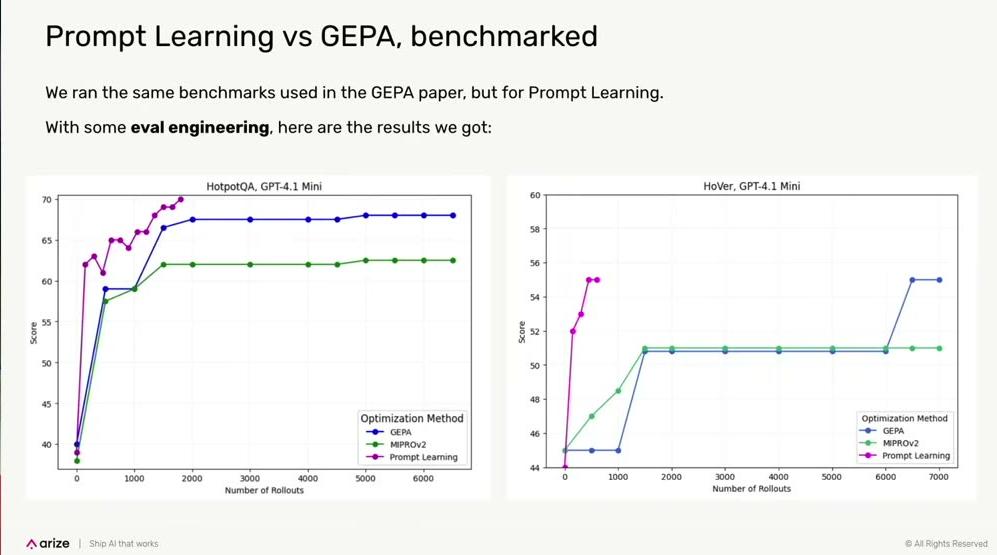 Prompt Learning vs GEPA, benchmarked
We ran the same benchmarks used in the GEPA paper, but for Prompt Learning.
With some eval engineering, here are the results we got:
HotpotQA, GPT-4.1 Mini
70
65
60
55
50
45
40
Score
0 1000 2000 3000 4000 5000 6000
Number of Rollouts
Optimization Method
GEPA
MIPROv2
Prompt Learning
HoVer, GPT-4.1 Mini
60
58
56
54
52
50
48
46
44
Score
0 1000 2000 3000 4000 5000 6000 7000
Number of Rollouts
Optimization Method
GEPA
MIPROv2
Prompt Learning
arize | Ship AI that works
© All Rights Reserved